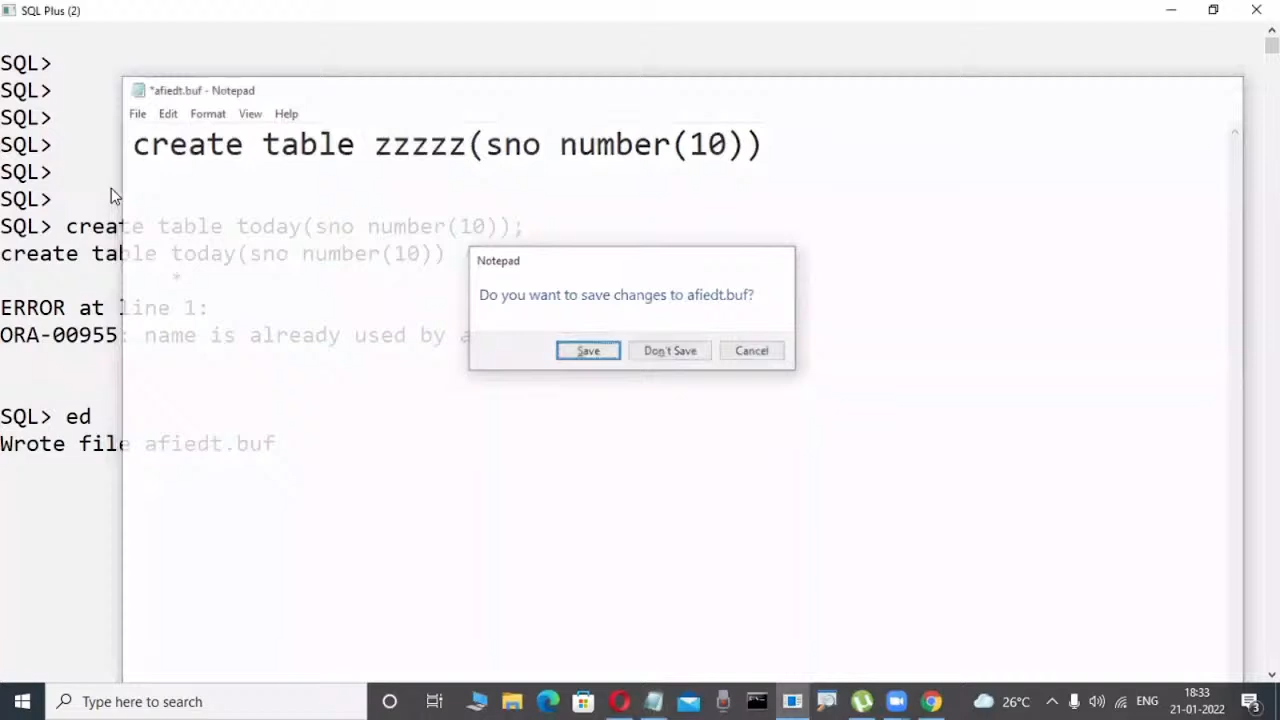 SQL Plus (2)
SQL>
SQL>
SQL>
SQL>
SQL>
SQL>
SQL> create table today(sno number(10));
create table today(sno number(10))
*
ERROR at line 1:
ORA-00955: name is already used by
SQL> ed
Wrote file afiedt.buf
*afiedt.buf - Notepad
File Edit Format View Help
create table zzzzz(sno number(10))
Notepad
Do you want to save changes to afiedt.buf?
Save Don't Save Cancel
Type here to search
26°C ENG
18:33
21-01-2022
3